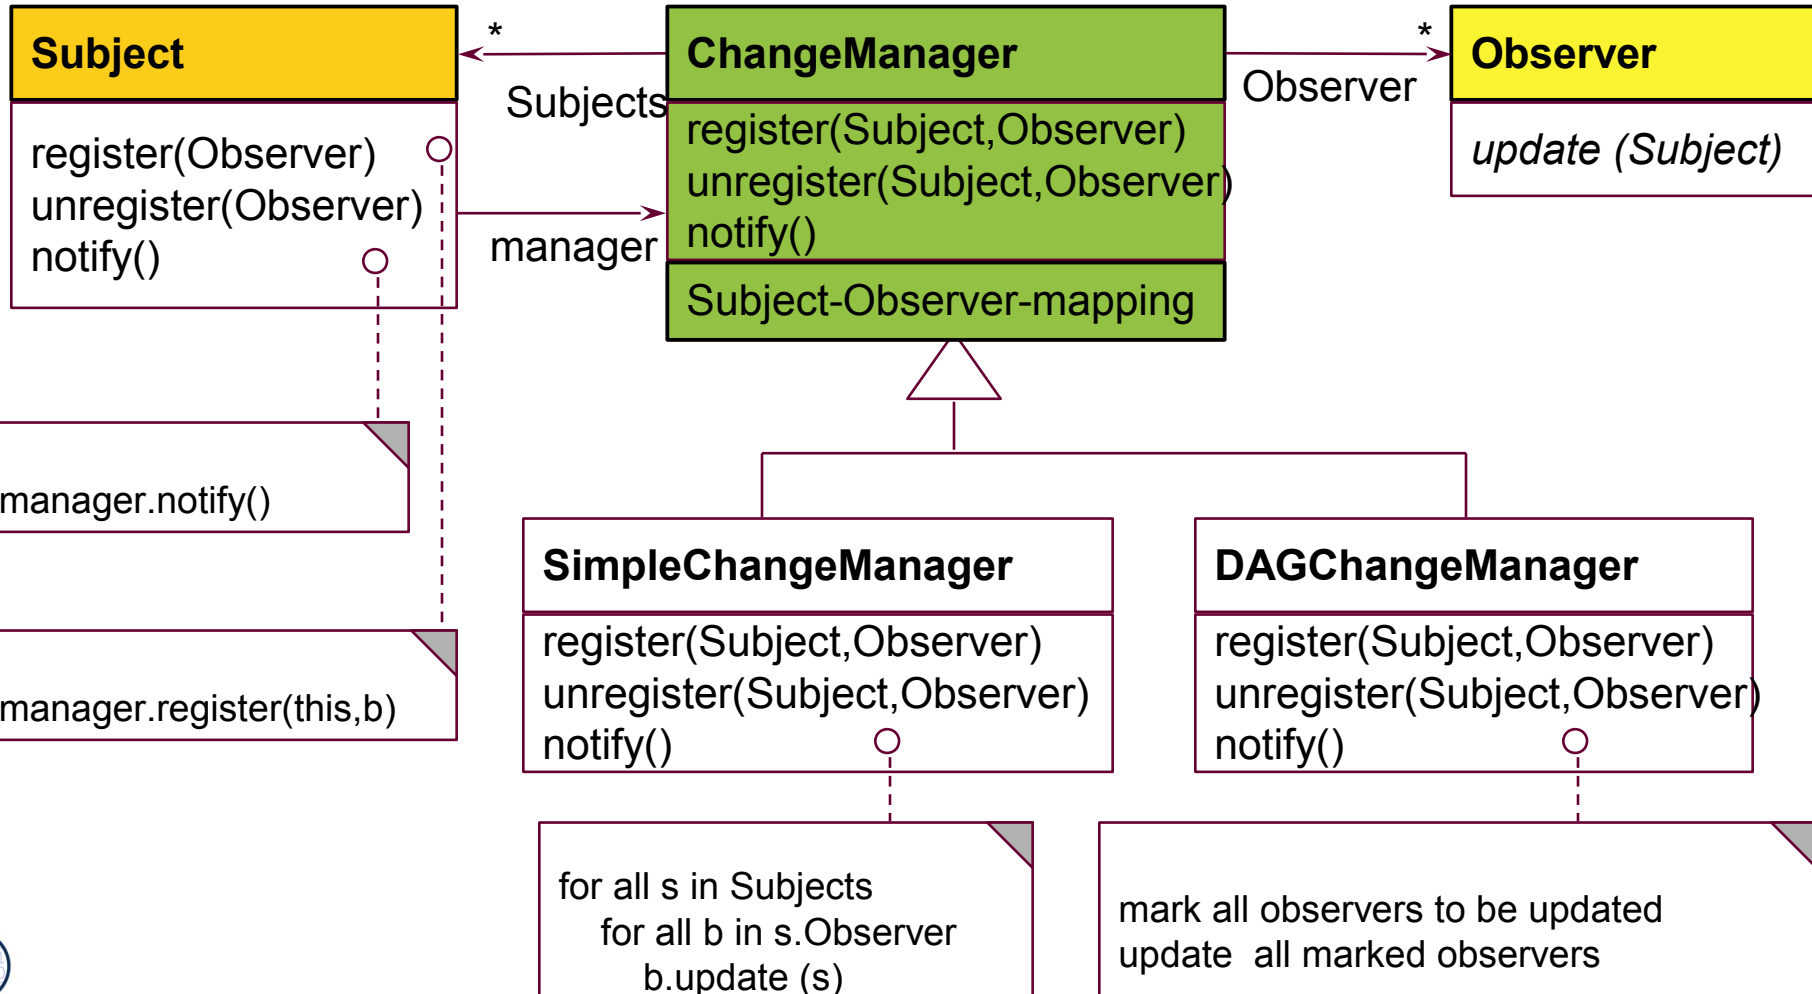 Subject
register(Observer)
unregister(Observer)
notify()
*
Subjects
manager
ChangeManager
register(Subject,Observer)
unregister(Subject,Observer)
notify()
Subject-Observer-mapping
*
Observer
Observer
update (Subject)
manager.notify()
manager.register(this,b)
SimpleChangeManager
register(Subject,Observer)
unregister(Subject,Observer)
notify()
DAGChangeManager
register(Subject,Observer)
unregister(Subject,Observer)
notify()
for all s in Subjects
for all b in s.Observer
b.update (s)
mark all observers to be updated
update  all marked observers